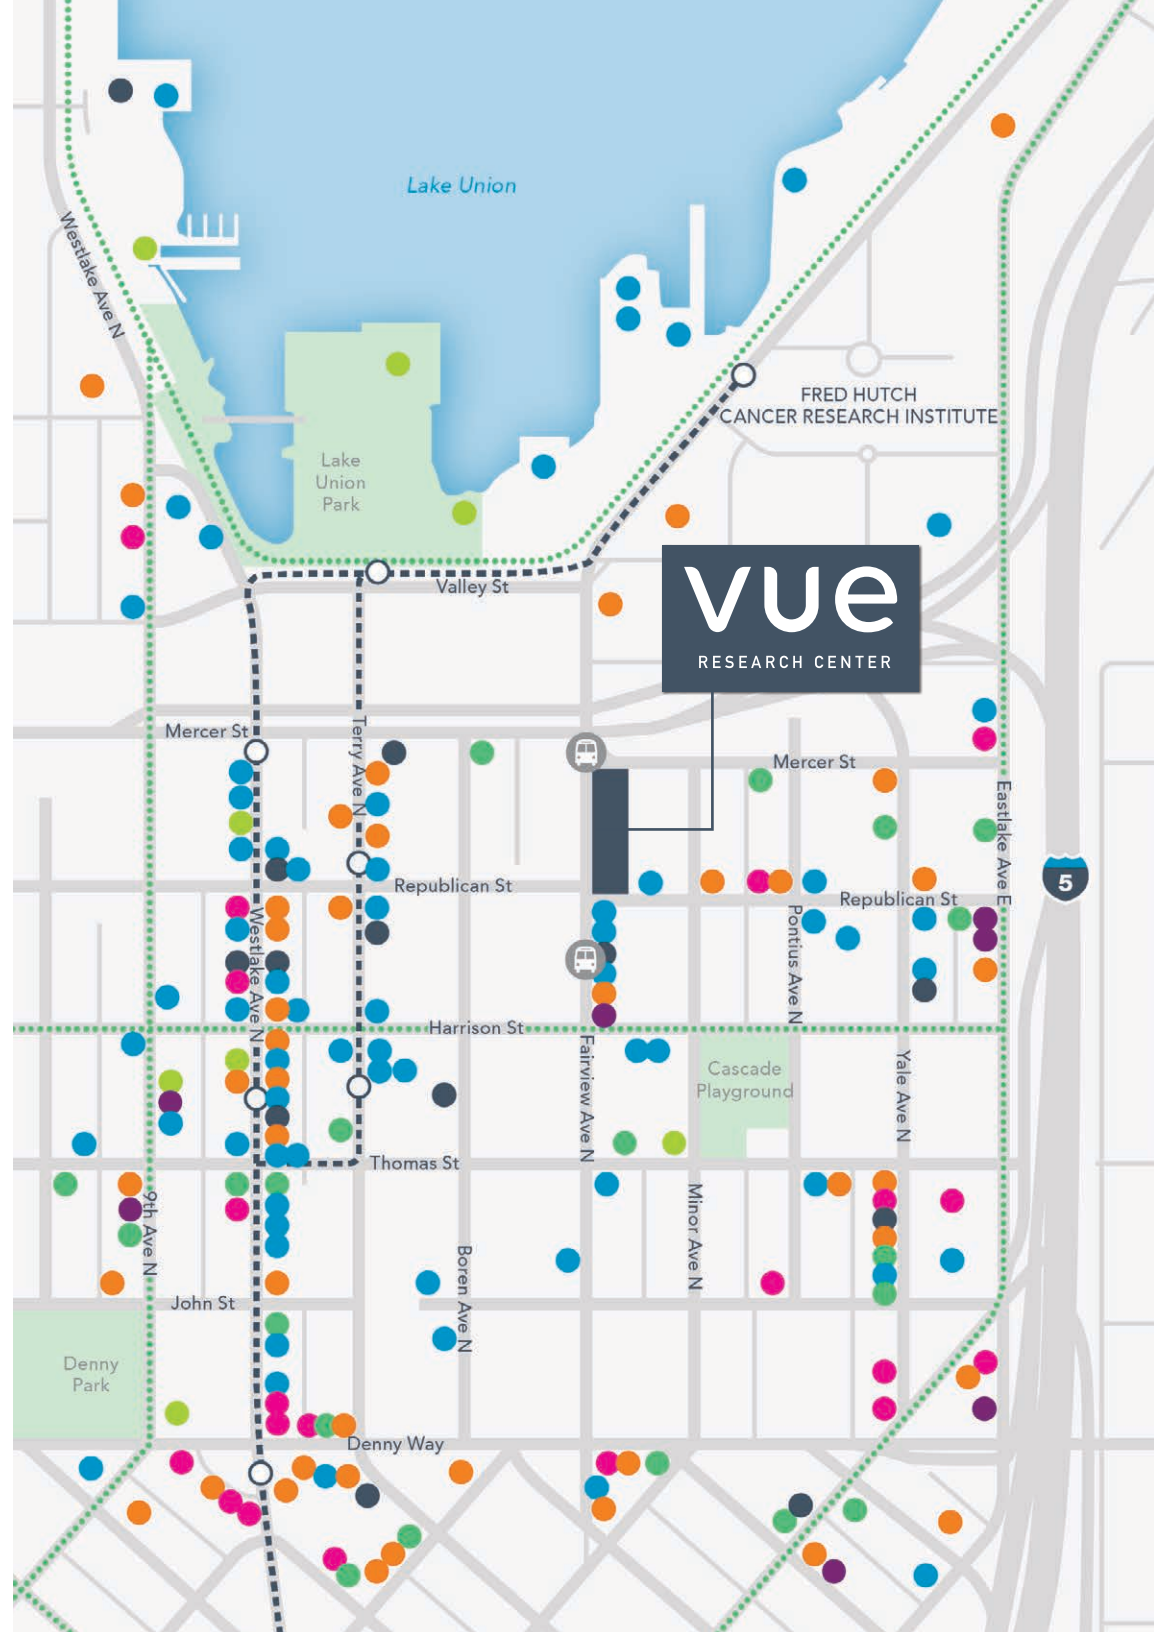 Lake Union
Westlake Ave N
FRED HUTCH
CANCER RESEARCH INSTITUTE
Lake
Union
Park
vue
RESEARCH CENTER
Valley St
Mercer St
Terry Ave N
Mercer St
Eastlake Ave E
5
Republican St
Republican St
Westlake Ave N
Pontius Ave N
Harrison St
Fairview Ave N
Cascade
Playground
Yale Ave N
Thomas St
9th Ave N
Minor Ave N
Boren Ave N
John St
Denny
Park
Denny Way